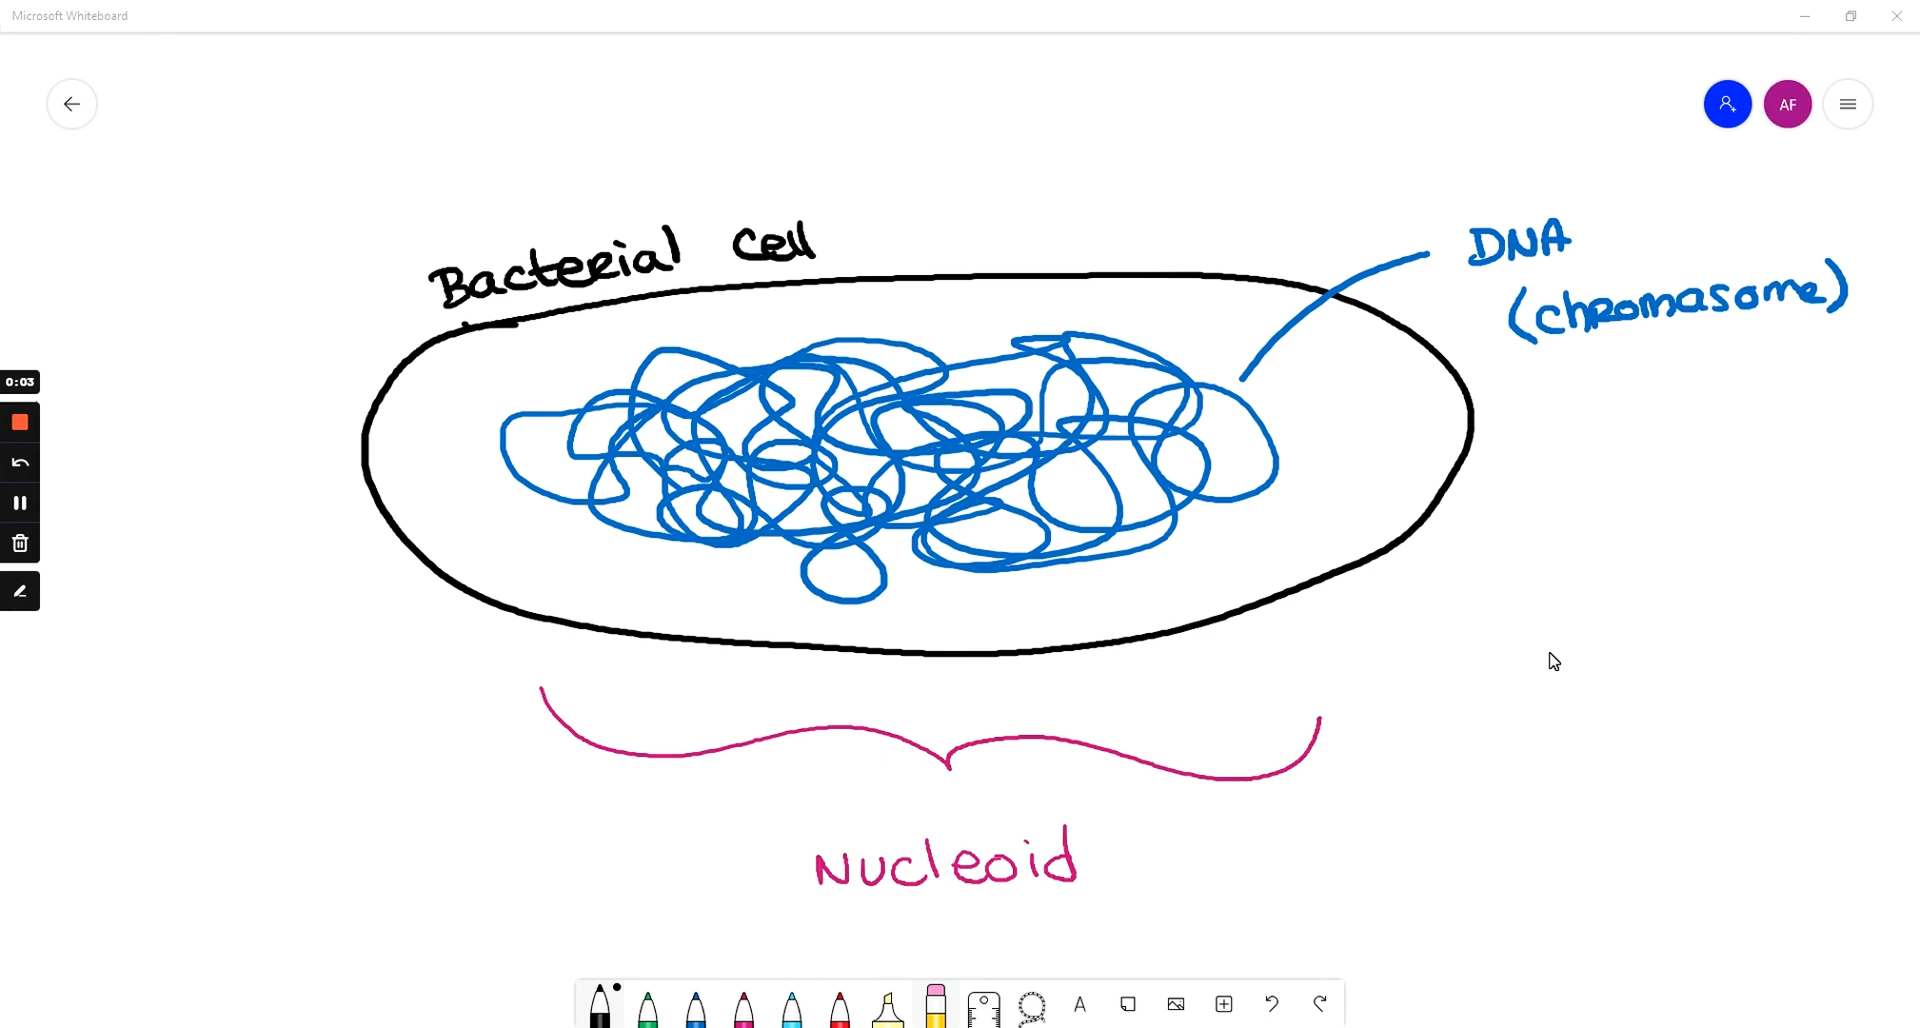 Microsoft Whiteboard
AF
Bacterial cell
DNA
(chromasome)
0:03
Nucleoid
A